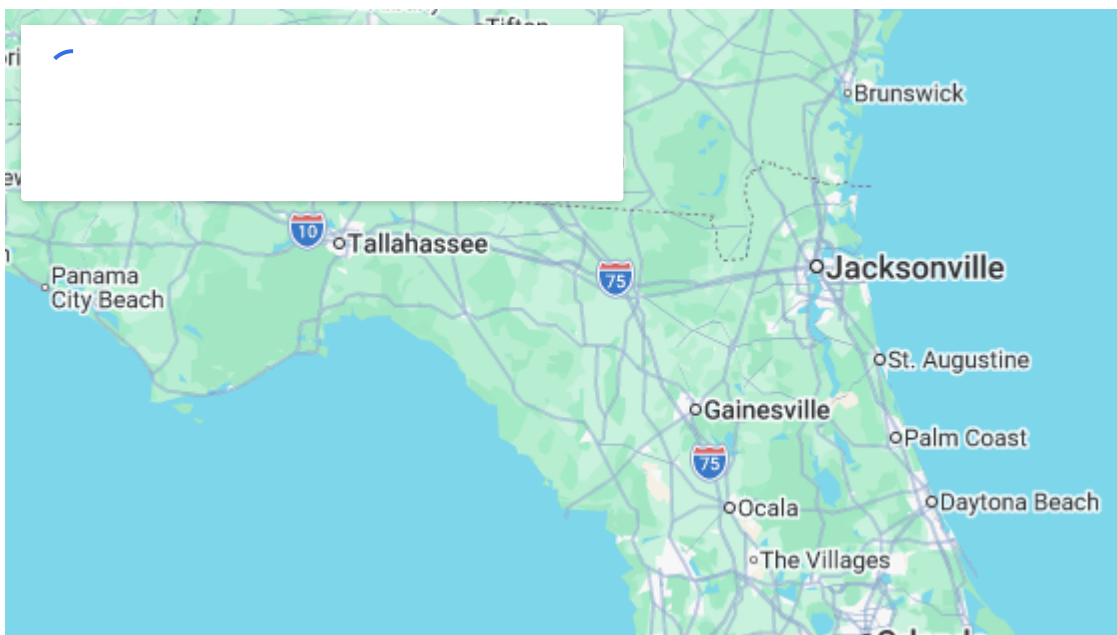 Tifton
Brunswick
10
Tallahassee
75
Jacksonville
Panama
City Beach
St. Augustine
Gainesville
Palm Coast
75
Ocala
Daytona Beach
The Villages